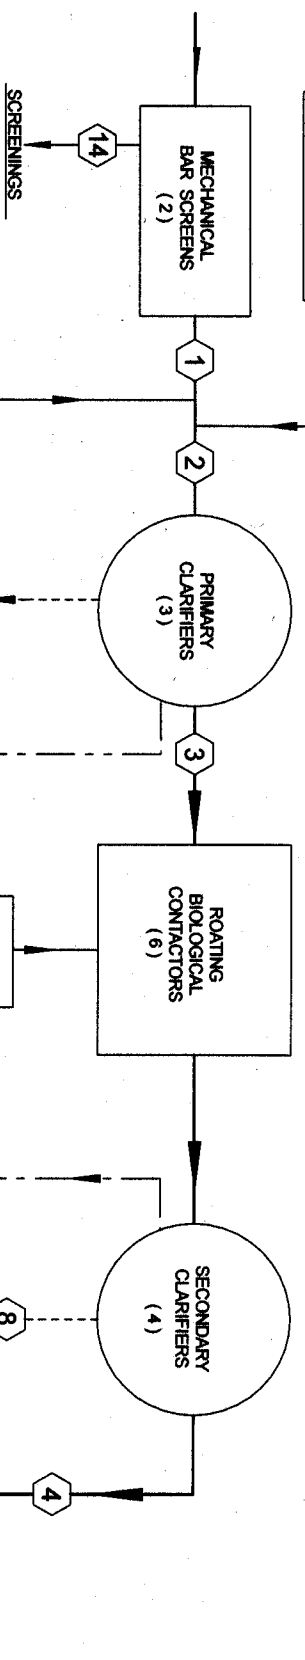 MECHANICAL
BAR SCREENS
(2)
14
SCREENINGS
1
2
PRIMARY
CLARIFIERS
(3)
3
ROATING
BIOLOGICAL
CONTACTORS
(6)
SECONDARY
CLARIFIERS
(4)
8
4